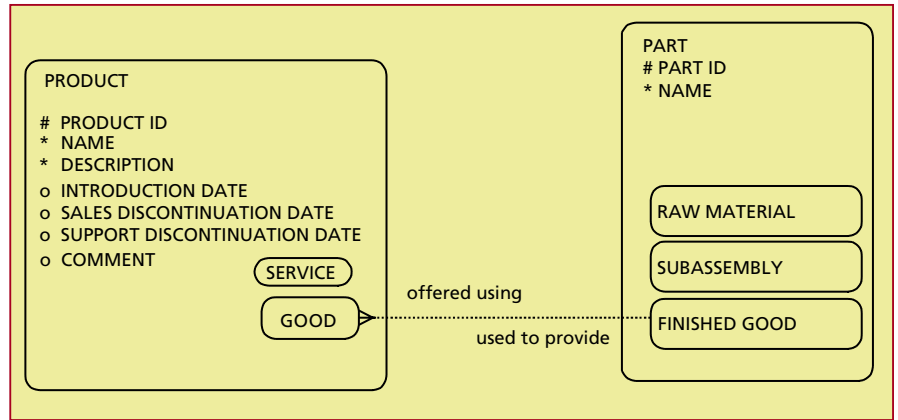 PRODUCT
# PRODUCT ID
* NAME
* DESCRIPTION
o INTRODUCTION DATE
o SALES DISCONTINUATION DATE
o SUPPORT DISCONTINUATION DATE
o COMMENT
SERVICE
GOOD
offered using
used to provide
PART
# PART ID
* NAME
RAW MATERIAL
SUBASSEMBLY
FINISHED GOOD